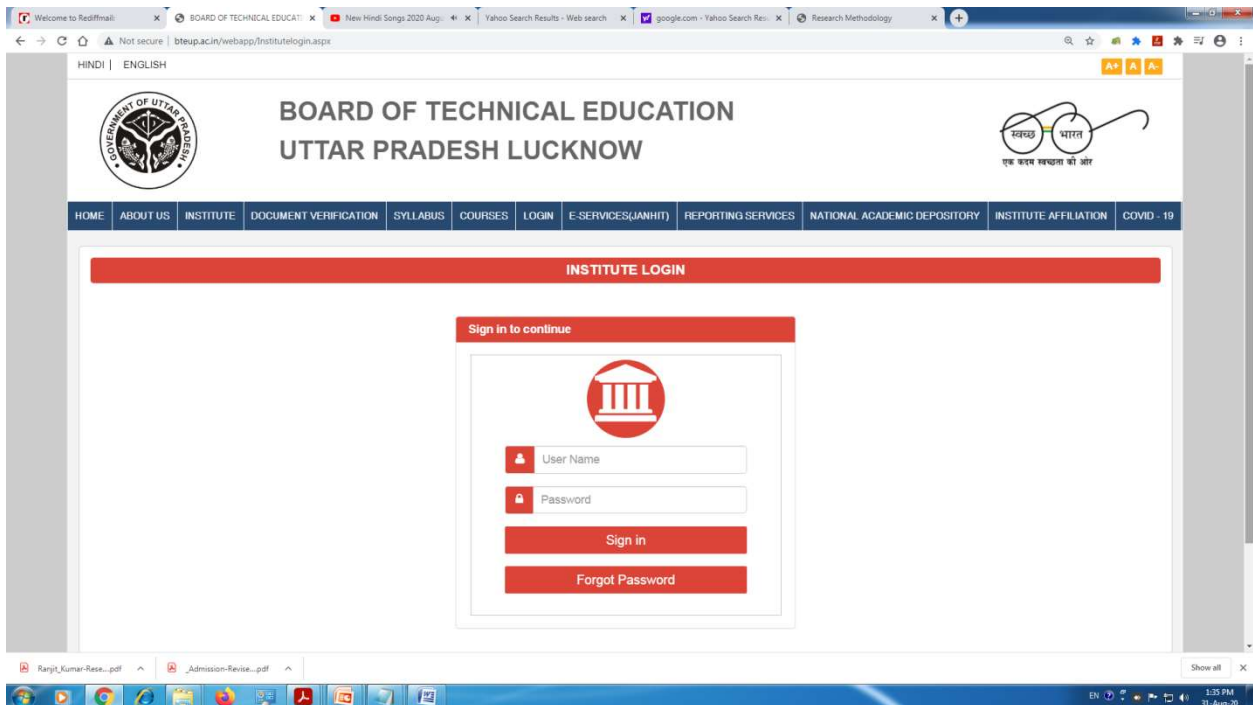 Welcome to Rediffmail:
BOARD OF TECHNICAL EDUCATI
New Hindi Songs 2020 Augu
Yahoo Search Results - Web search
google.com - Yahoo Search Resu
Research Methodology
Not secure | bteup.ac.in/webapp/Institutelogin.aspx
HINDI | ENGLISH
A+ A A-
GOVERNMENT OF UTTAR PRADESH
BOARD OF TECHNICAL EDUCATION
UTTAR PRADESH LUCKNOW
स्वच्छ भारत
एक कदम स्वच्छता की ओर
HOME ABOUT US INSTITUTE DOCUMENT VERIFICATION SYLLABUS COURSES LOGIN E-SERVICES(JANHIT) REPORTING SERVICES NATIONAL ACADEMIC DEPOSITORY INSTITUTE AFFILIATION COVID - 19
INSTITUTE LOGIN
Sign in to continue
User Name
Password
Sign in
Forgot Password
Ranjit_Kumar-Rese....pdf
_Admission-Revise....pdf
Show all
EN
1:35 PM
31-Aug-20